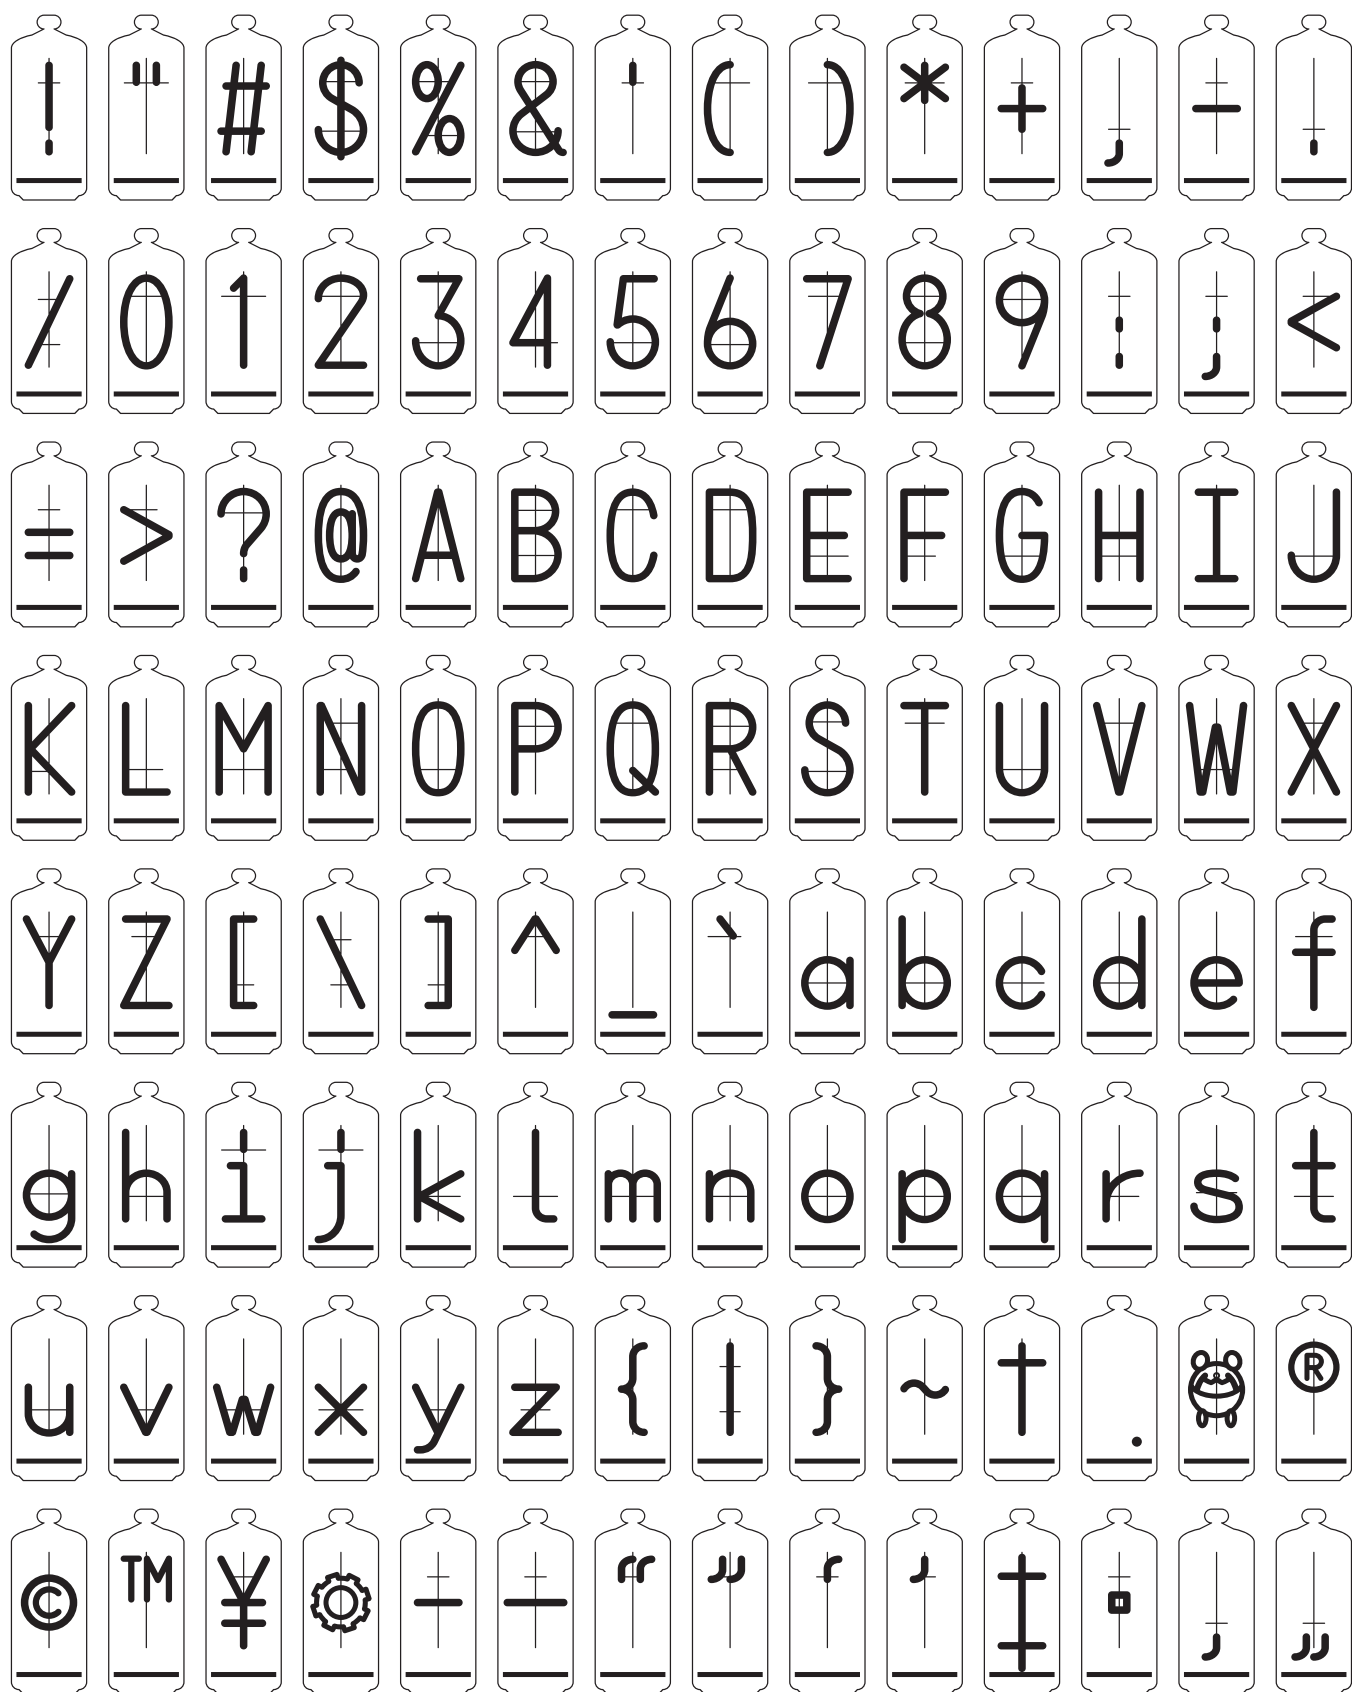 ! " # $ % & ' ( ) * + , - .
/ 0 1 2 3 4 5 6 7 8 9 : ; <
= > ? @ A B C D E F G H I J
K L M N O P Q R S T U V W X
Y Z [ \ ] ^ _ ` a b c d e f
g h i j k l m n o p q r s t
u v w x y z { | } ~ † . ®
© ™ ¥ – — “ ” ‘ ’ ‡ ▫ ‚ „